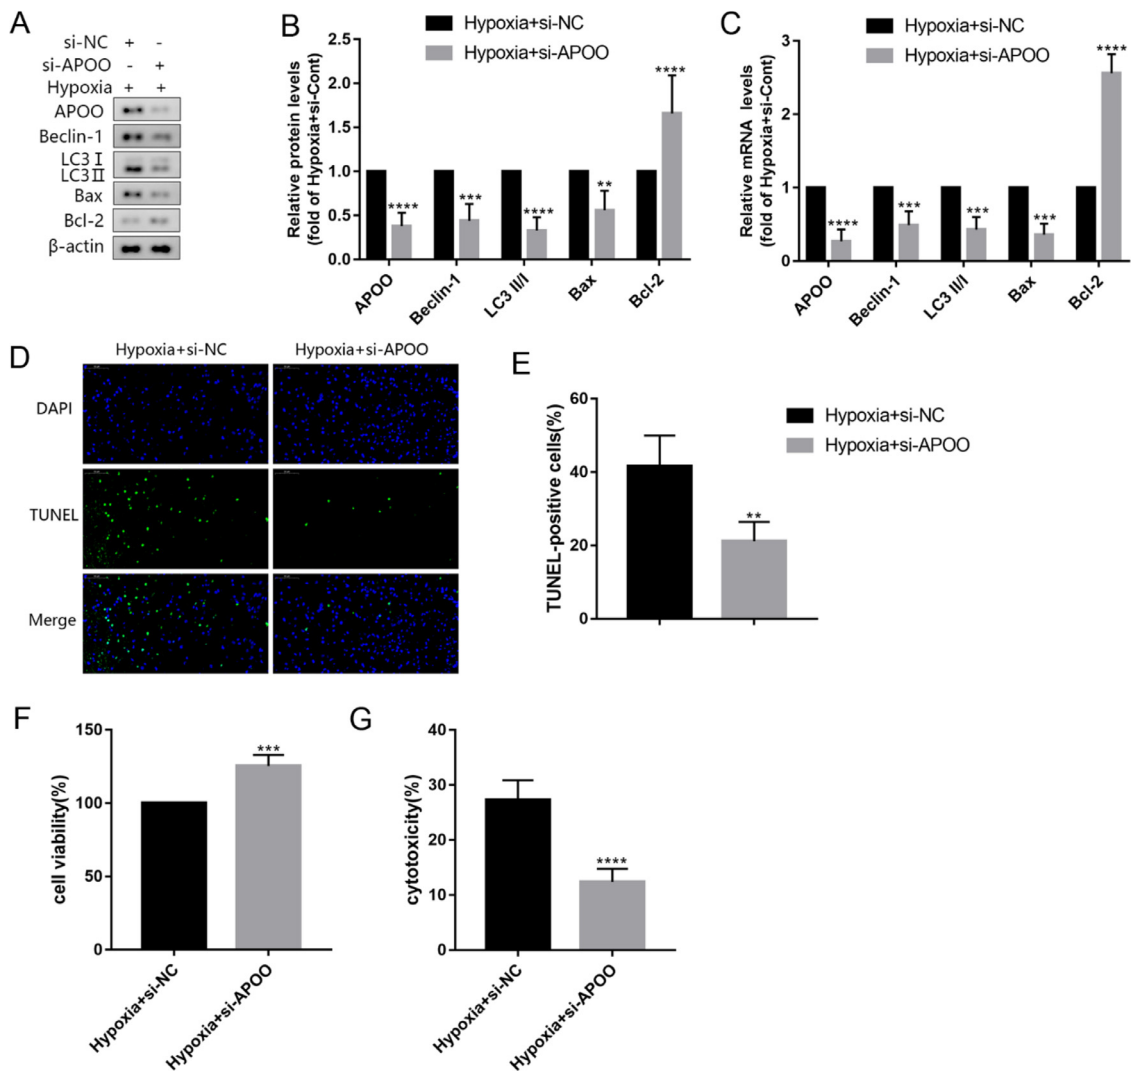 A
si-NC + -
si-APOO - +
Hypoxia + +
APOO
Beclin-1
LC3 Ⅰ
LC3 Ⅱ
Bax
Bcl-2
β-actin
B
Hypoxia+si-NC
Hypoxia+si-APOO
Relative protein levels
(fold of Hypoxia+si-Cont)
2.5
2.0
1.5
1.0
0.5
0.0
****
***
****
**
****
APOO
Beclin-1
LC3 II/I
Bax
Bcl-2
C
Hypoxia+si-NC
Hypoxia+si-APOO
Relative mRNA levels
(fold of Hypoxia+si-Cont)
3
2
1
0
****
***
***
***
****
APOO
Beclin-1
LC3 II/I
Bax
Bcl-2
D
Hypoxia+si-NC
Hypoxia+si-APOO
DAPI
TUNEL
Merge
E
TUNEL-positive cells(%)
60
40
20
0
**
Hypoxia+si-NC
Hypoxia+si-APOO
F
cell viability(%)
150
100
50
0
***
Hypoxia+si-NC
Hypoxia+si-APOO
G
cytotoxicity(%)
40
30
20
10
0
****
Hypoxia+si-NC
Hypoxia+si-APOO